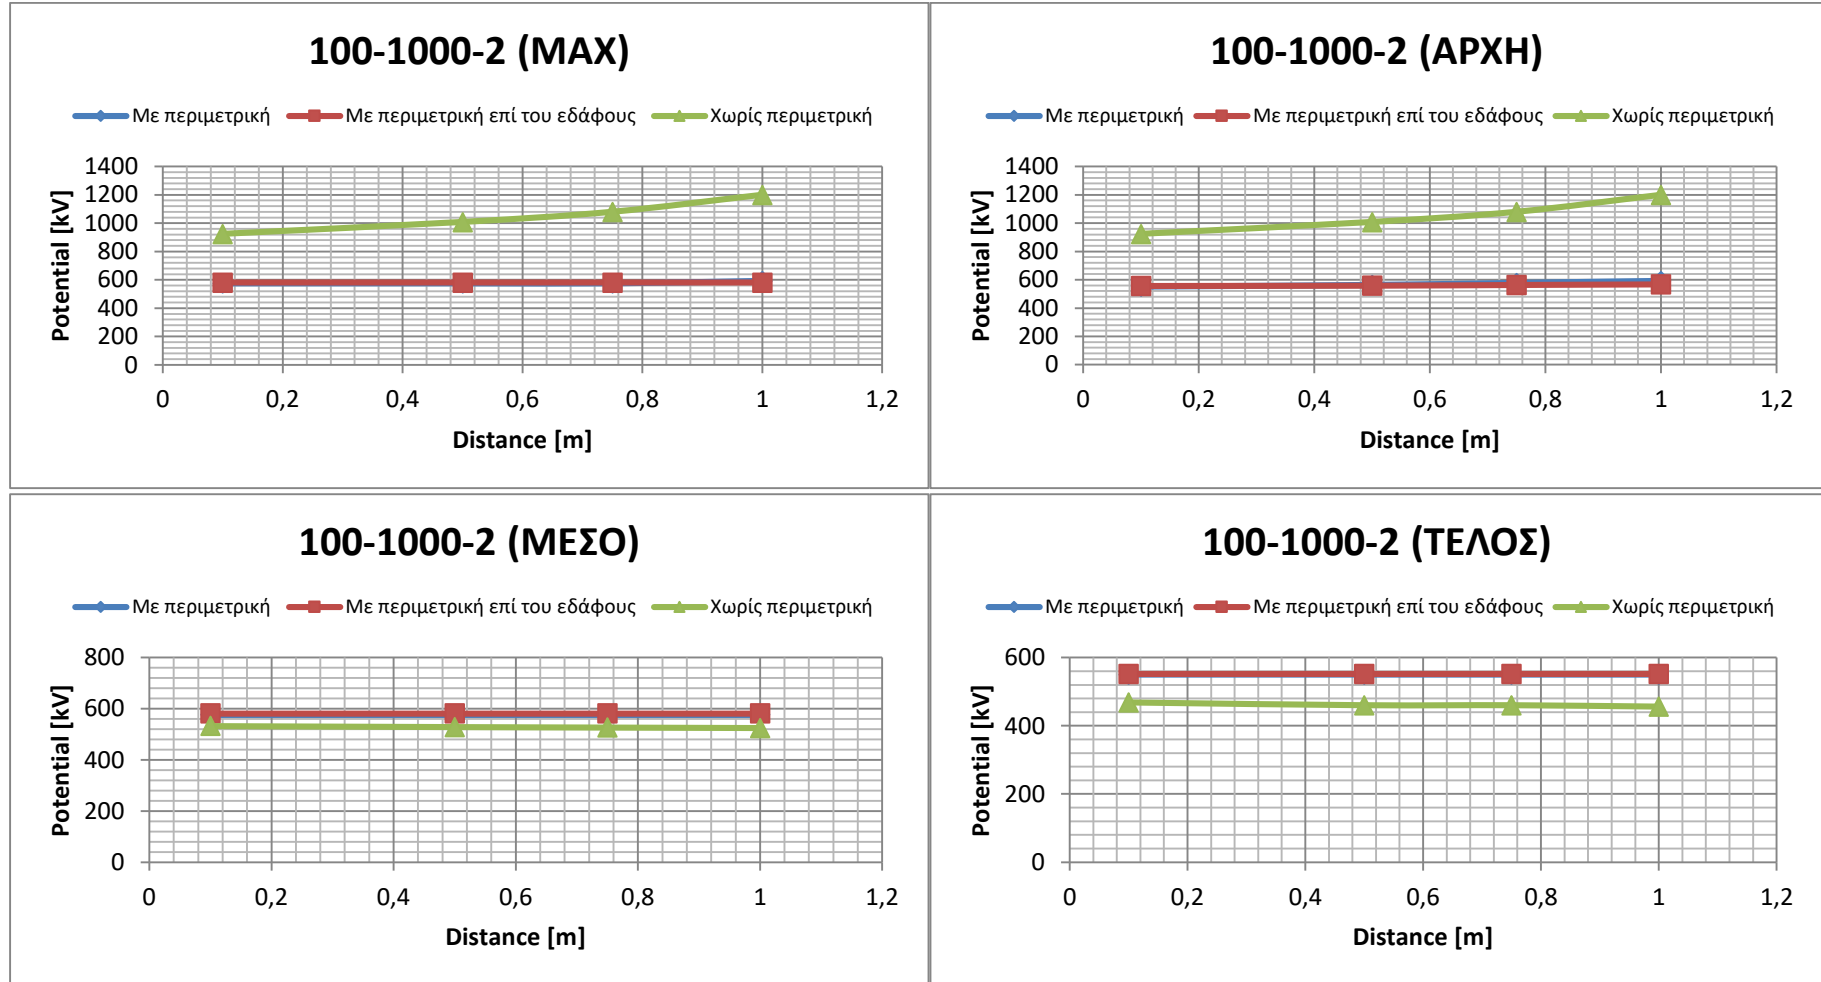 100-1000-2 (MAX)
Με περιμετρική Με περιμετρική επί του εδάφους Χωρίς περιμετρική
Potential [kV]
1400
1200
1000
800
600
400
200
0
0 0,2 0,4 0,6 0,8 1 1,2
Distance [m]
100-1000-2 (ΑΡΧΗ)
Με περιμετρική Με περιμετρική επί του εδάφους Χωρίς περιμετρική
Potential [kV]
1400
1200
1000
800
600
400
200
0
0 0,2 0,4 0,6 0,8 1 1,2
Distance [m]
100-1000-2 (ΜΕΣΟ)
Με περιμετρική Με περιμετρική επί του εδάφους Χωρίς περιμετρική
Potential [kV]
800
600
400
200
0
0 0,2 0,4 0,6 0,8 1 1,2
Distance [m]
100-1000-2 (ΤΕΛΟΣ)
Με περιμετρική Με περιμετρική επί του εδάφους Χωρίς περιμετρική
Potential [kV]
600
400
200
0
0 0,2 0,4 0,6 0,8 1 1,2
Distance [m]